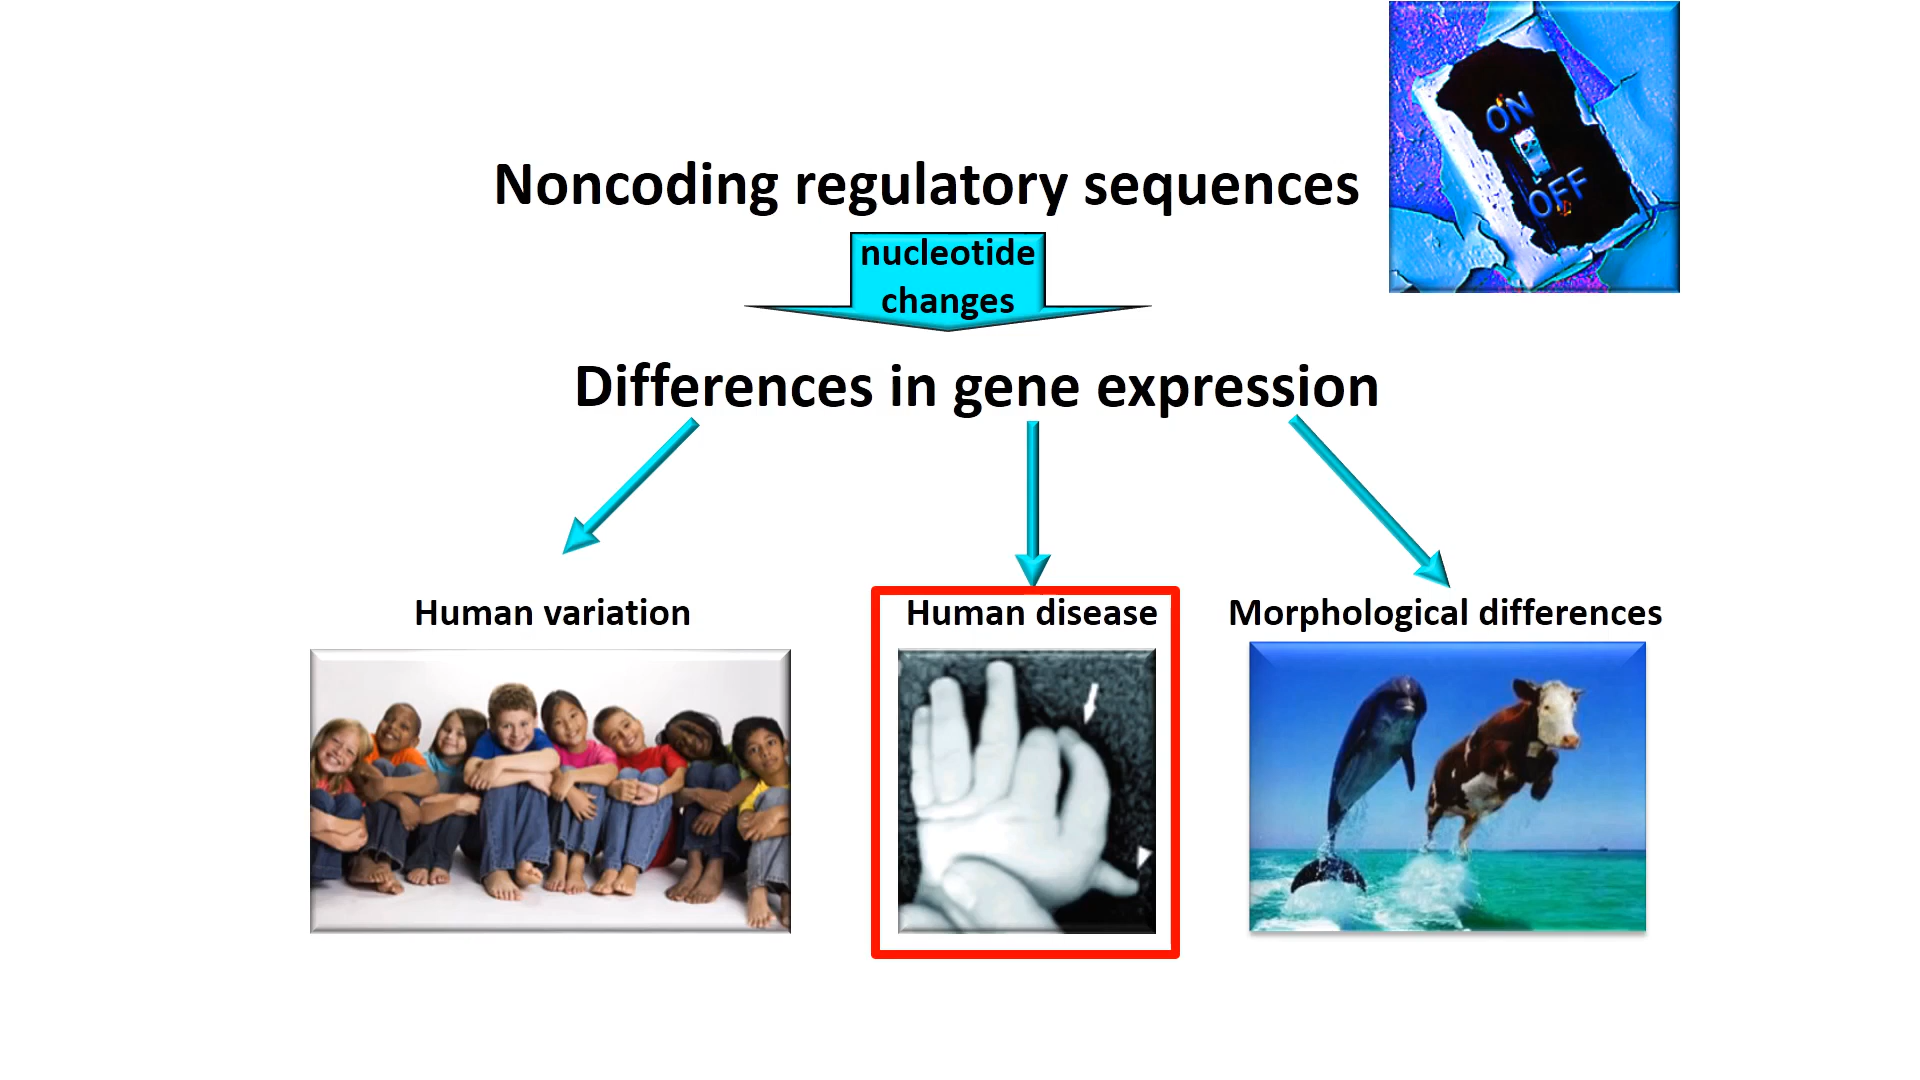 ON
OFF
Noncoding regulatory sequences
nucleotide
changes
Differences in gene expression
Human variation
Human disease
Morphological differences